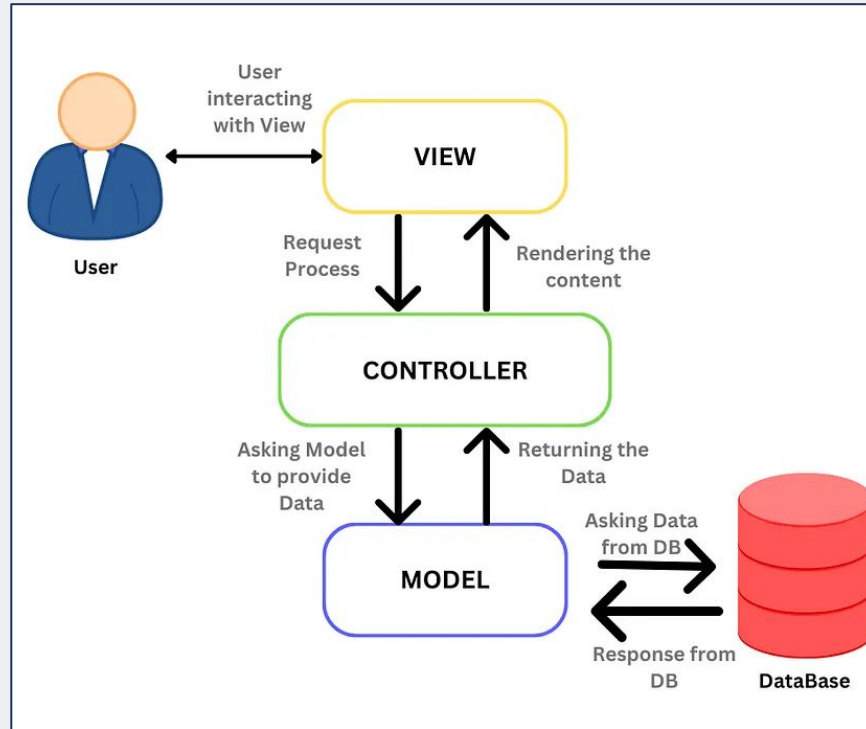 User
interacting
with View
VIEW
User
Request
Process
Rendering the
content
CONTROLLER
Asking Model
to provide
Data
Returning the
Data
Asking Data
from DB
MODEL
Response from
DB
DataBase